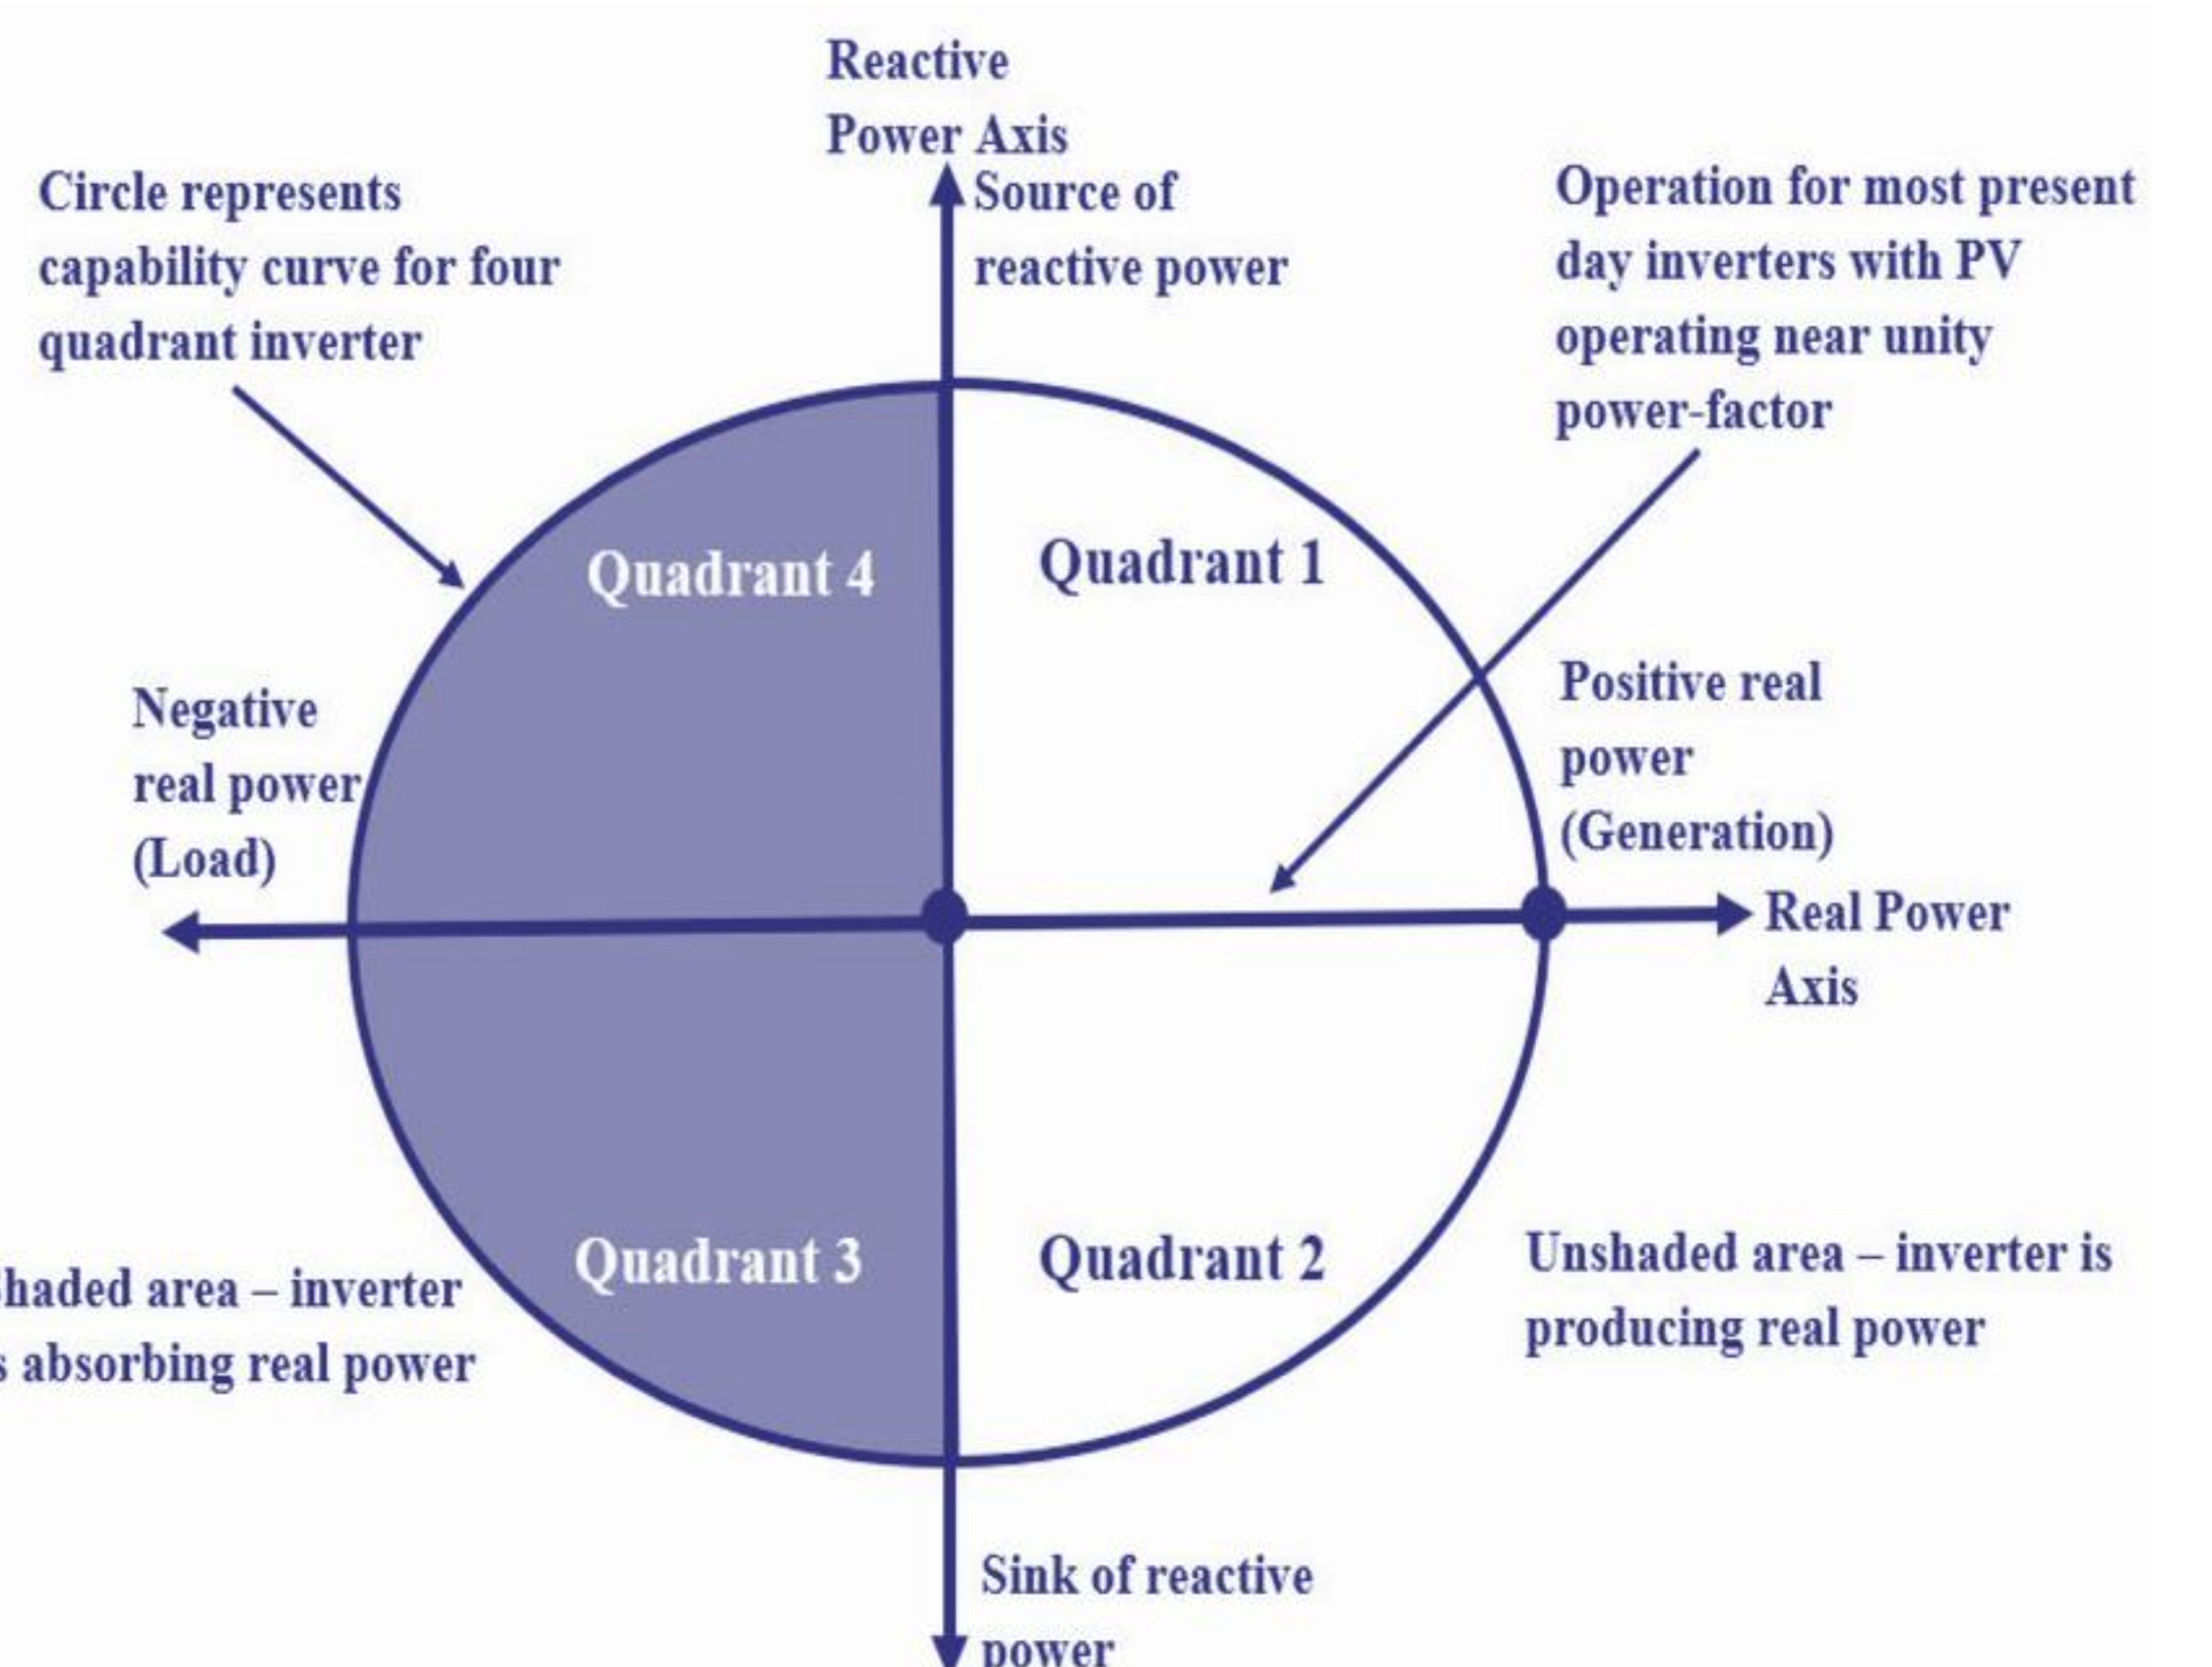 Reactive
Power Axis
Source of
reactive power
Circle represents
capability curve for four
quadrant inverter
Operation for most present
day inverters with PV
operating near unity
power-factor
Quadrant 4
Quadrant 1
Negative
real power
(Load)
Positive real
power
(Generation)
Real Power
Axis
Quadrant 3
Quadrant 2
haded area – inverter
s absorbing real power
Unshaded area – inverter is
producing real power
Sink of reactive
power